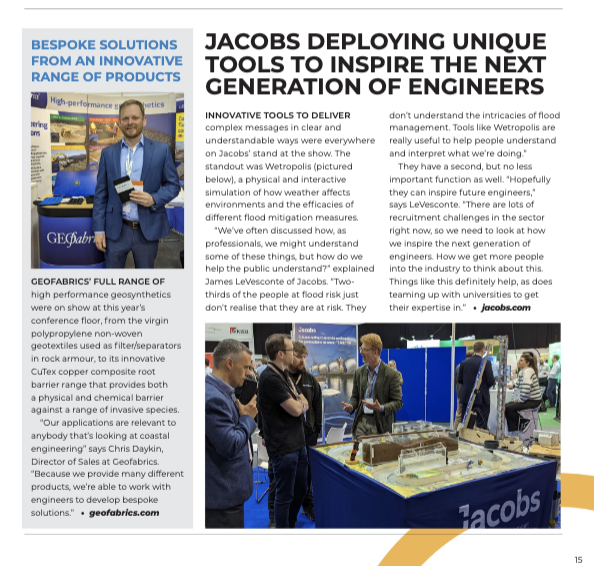 BESPOKE SOLUTIONS
FROM AN INNOVATIVE
RANGE OF PRODUCTS
High-performance geosynthetics
GEOfabri
GEOFABRICS' FULL RANGE OF
high performance geosynthetics
were on show at this year's
conference floor, from the virgin
polypropylene non-woven
geotextiles used as filter/separators
in rock armour, to its innovative
CuTex copper composite root
barrier range that provides both
a physical and chemical barrier
against a range of invasive species.
"Our applications are relevant to
anybody that's looking at coastal
engineering" says Chris Daykin,
Director of Sales at Geofabrics.
"Because we provide many different
products, we're able to work with
engineers to develop bespoke
solutions." • geofabrics.com
JACOBS DEPLOYING UNIQUE
TOOLS TO INSPIRE THE NEXT
GENERATION OF ENGINEERS
INNOVATIVE TOOLS TO DELIVER
complex messages in clear and
understandable ways were everywhere
on Jacobs' stand at the show. The
standout was Wetropolis (pictured
below), a physical and interactive
simulation of how weather affects
environments and the efficacies of
different flood mitigation measures.
"We've often discussed how, as
professionals, we might understand
some of these things, but how do we
help the public understand?" explained
James LeVesconte of Jacobs. "Two-
thirds of the people at flood risk just
don't realise that they are at risk. They
don't understand the intricacies of flood
management. Tools like Wetropolis are
really useful to help people understand
and interpret what we're doing."
They have a second, but no less
important function as well. "Hopefully
they can inspire future engineers,"
says LeVesconte. "There are lots of
recruitment challenges in the sector
right now, so we need to look at how
we inspire the next generation of
engineers. How we get more people
into the industry to think about this.
Things like this definitely help, as does
teaming up with universities to get
their expertise in." • jacobs.com
Jacobs
Jacobs
15